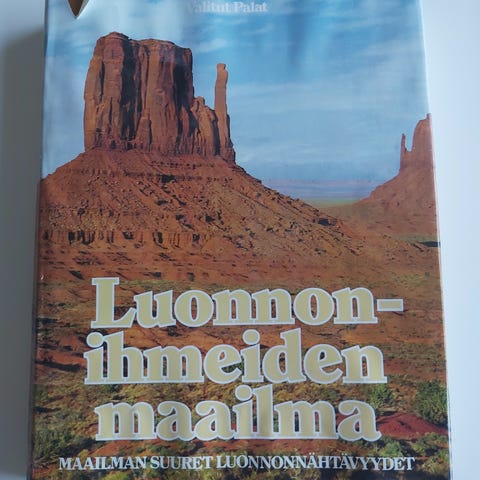 Valitut Palat
Luonnon-
ihmeiden
maailma
MAAILMAN SUURET LUONNONNÄHTÄVYYDET